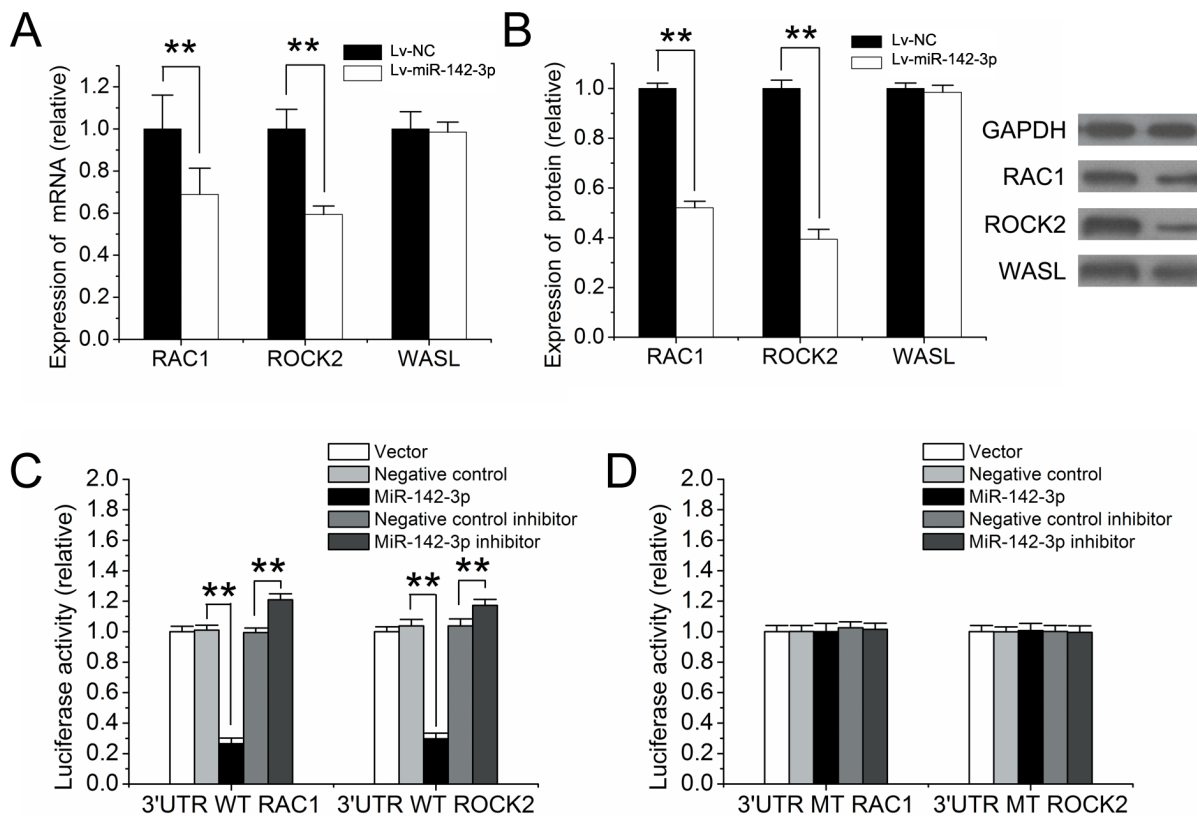 A
**
**
Lv-NC
Lv-miR-142-3p
Expression of mRNA (relative)
1.2
1.0
0.8
0.6
0.4
0.2
0.0
RAC1
ROCK2
WASL
B
**
**
Lv-NC
Lv-miR-142-3p
Expression of protein (relative)
1.0
0.8
0.6
0.4
0.2
0.0
RAC1
ROCK2
WASL
GAPDH
RAC1
ROCK2
WASL
C
Vector
Negative control
MiR-142-3p
Negative control inhibitor
MiR-142-3p inhibitor
Luciferase activity (relative)
2.0
1.8
1.6
1.4
1.2
1.0
0.8
0.6
0.4
0.2
0.0
**
**
**
**
3'UTR WT RAC1
3'UTR WT ROCK2
D
Vector
Negative control
MiR-142-3p
Negative control inhibitor
MiR-142-3p inhibitor
Luciferase activity (relative)
2.0
1.8
1.6
1.4
1.2
1.0
0.8
0.6
0.4
0.2
0.0
3'UTR MT RAC1
3'UTR MT ROCK2